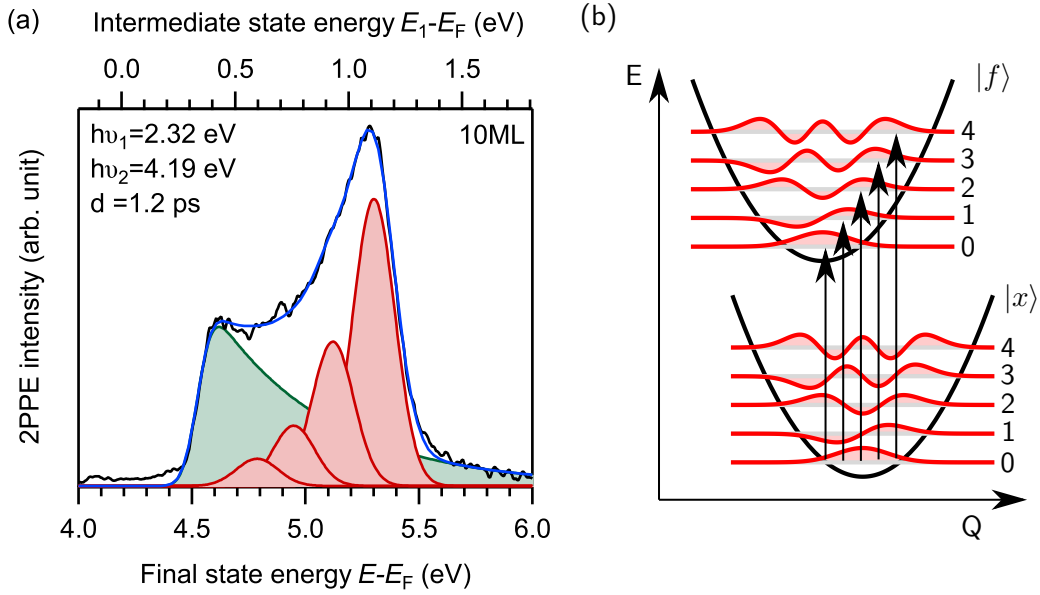 (a)
Intermediate state energy E₁-E_F (eV)
0.0 0.5 1.0 1.5
hυ₁=2.32 eV
hυ₂=4.19 eV
d =1.2 ps
10ML
2PPE intensity (arb. unit)
4.0 4.5 5.0 5.5 6.0
Final state energy E-E_F (eV)
(b)
E
|f⟩
4
3
2
1
0
|x⟩
4
3
2
1
0
Q